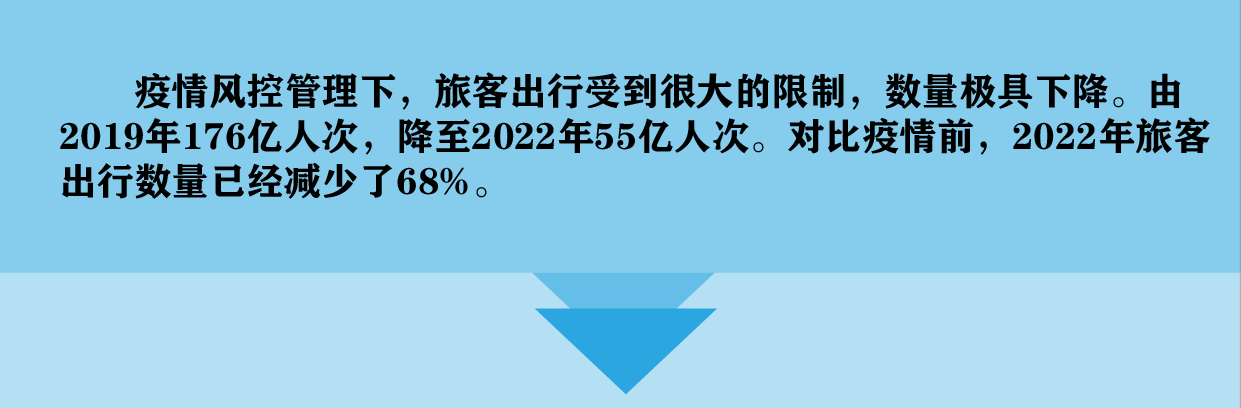 疫情风控管理下，旅客出行受到很大的限制，数量极具下降。由
2019年176亿人次，降至2022年55亿人次。对比疫情前，2022年旅客
出行数量已经减少了68%。